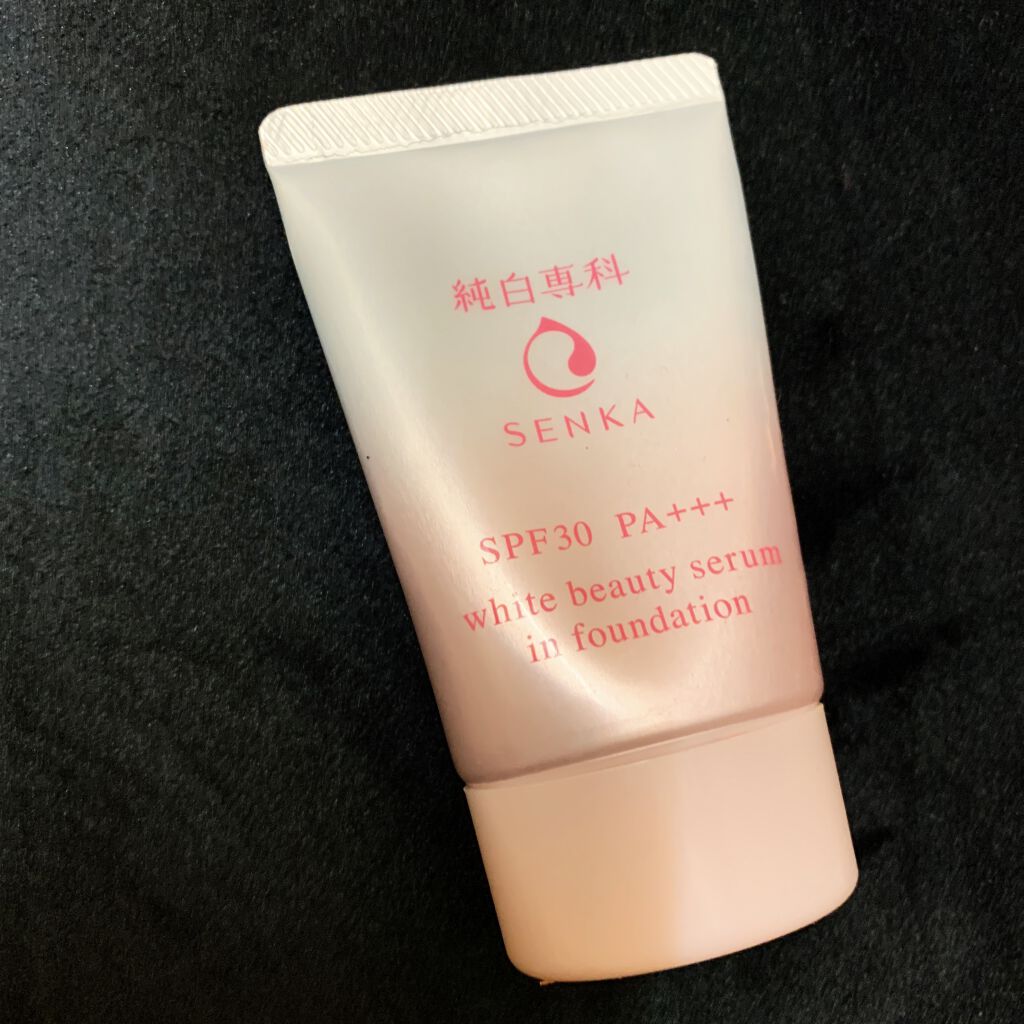 純白専科
SENKA
SPF30 PA+++
white beauty serum
in foundation